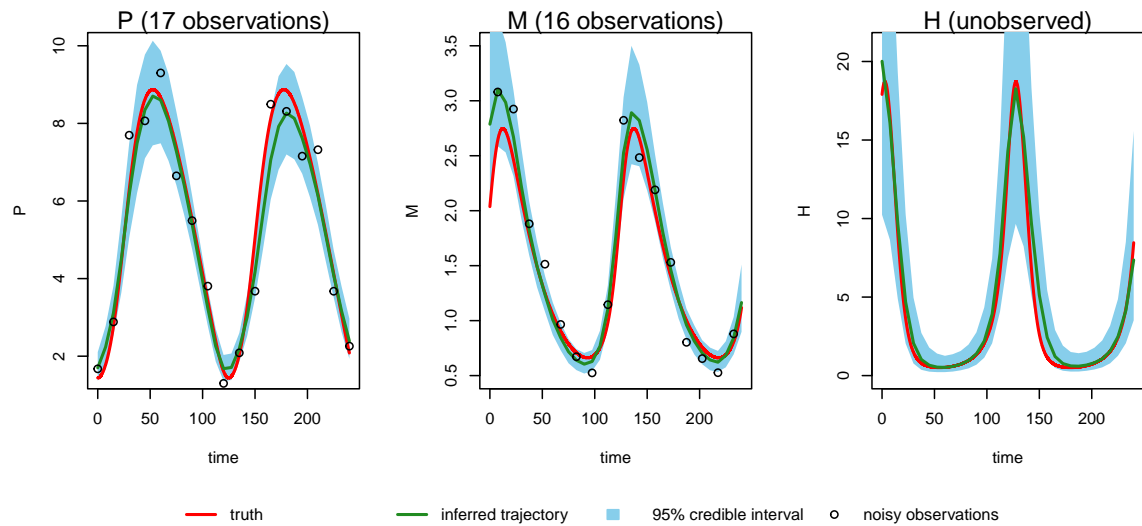 P (17 observations)
M (16 observations)
H (unobserved)
P
2
4
6
8
10
0
50
100
150
200
time
M
0.5
1.0
1.5
2.0
2.5
3.0
3.5
0
50
100
150
200
time
H
0
5
10
15
20
0
50
100
150
200
time
truth
inferred trajectory
95% credible interval
noisy observations